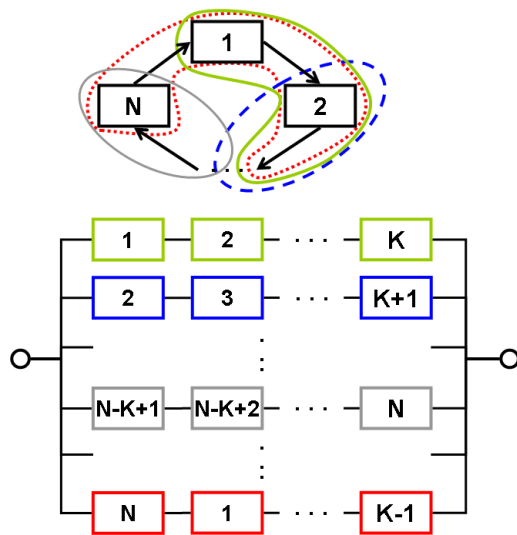 1
N 2
. . .
1 2 . . . K
2 3 . . . K+1
N-K+1 N-K+2 . . . N
N 1 . . . K-1